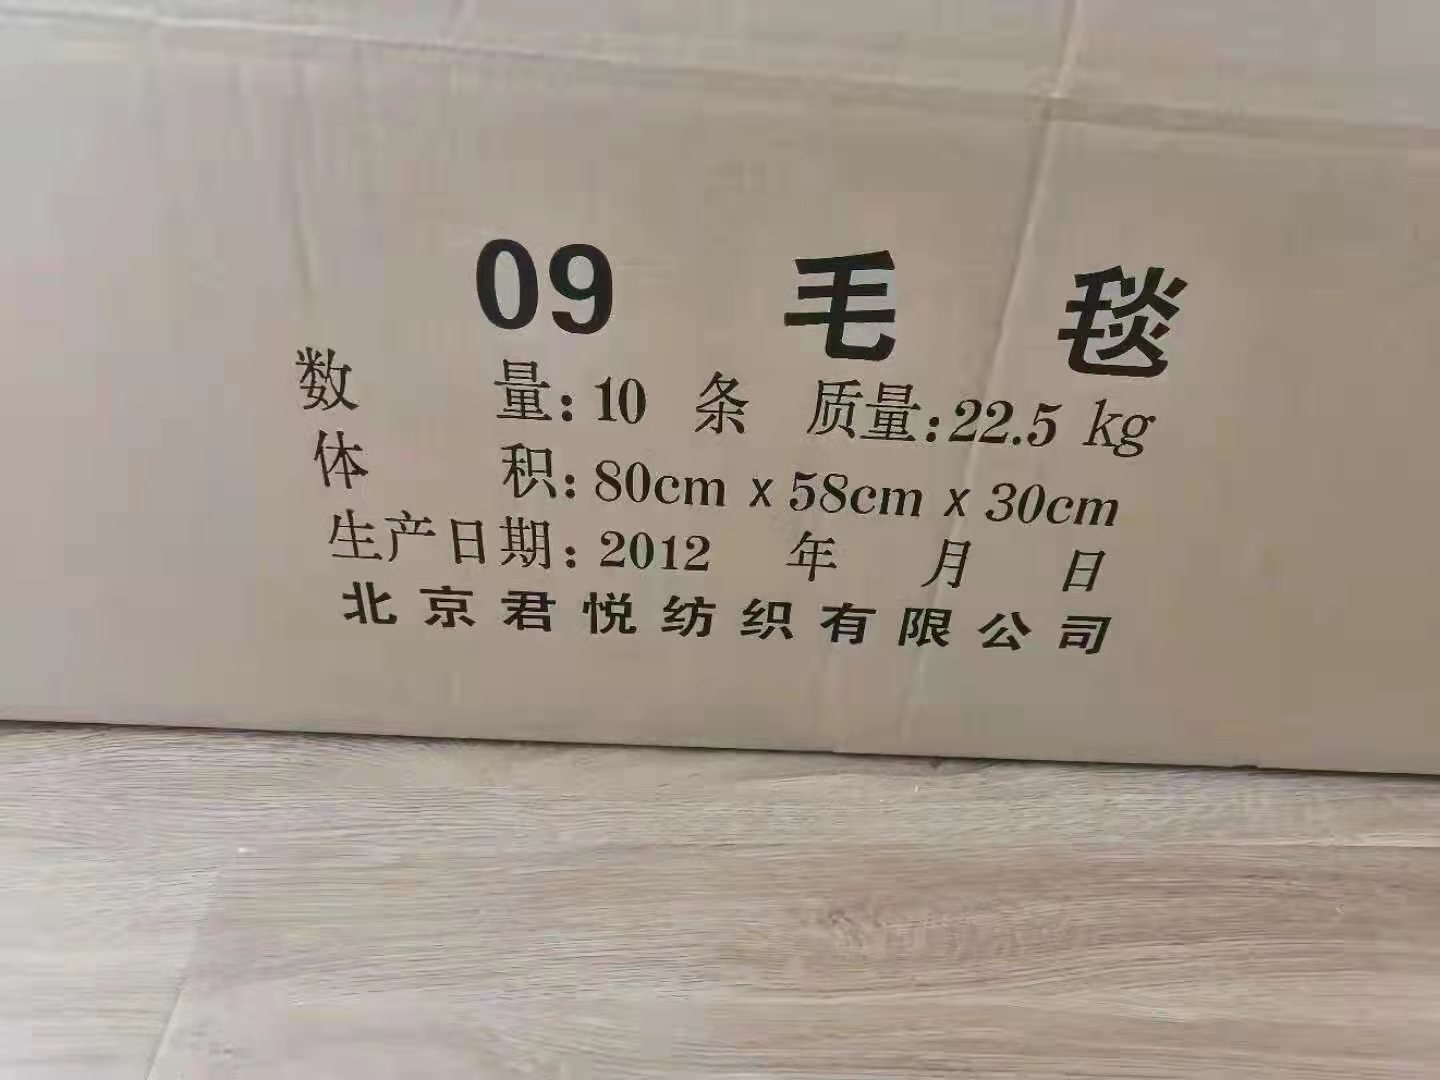 09 毛 毯
数 量: 10 条 质量: 22.5 kg
体 积: 80cm x 58cm x 30cm
生产日期: 2012 年 月 日
北京君悦纺织有限公司